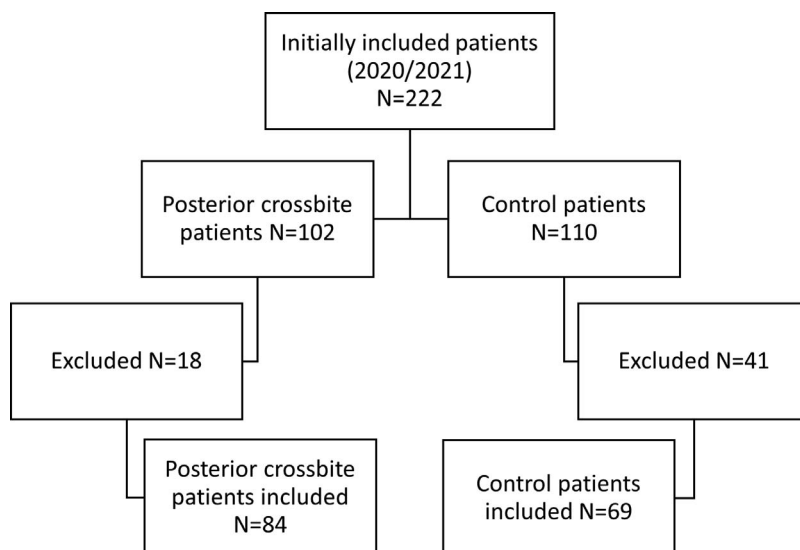 Initially included patients
(2020/2021)
N=222
Posterior crossbite
patients N=102
Control patients
N=110
Excluded N=18
Excluded N=41
Posterior crossbite
patients included
N=84
Control patients
included N=69